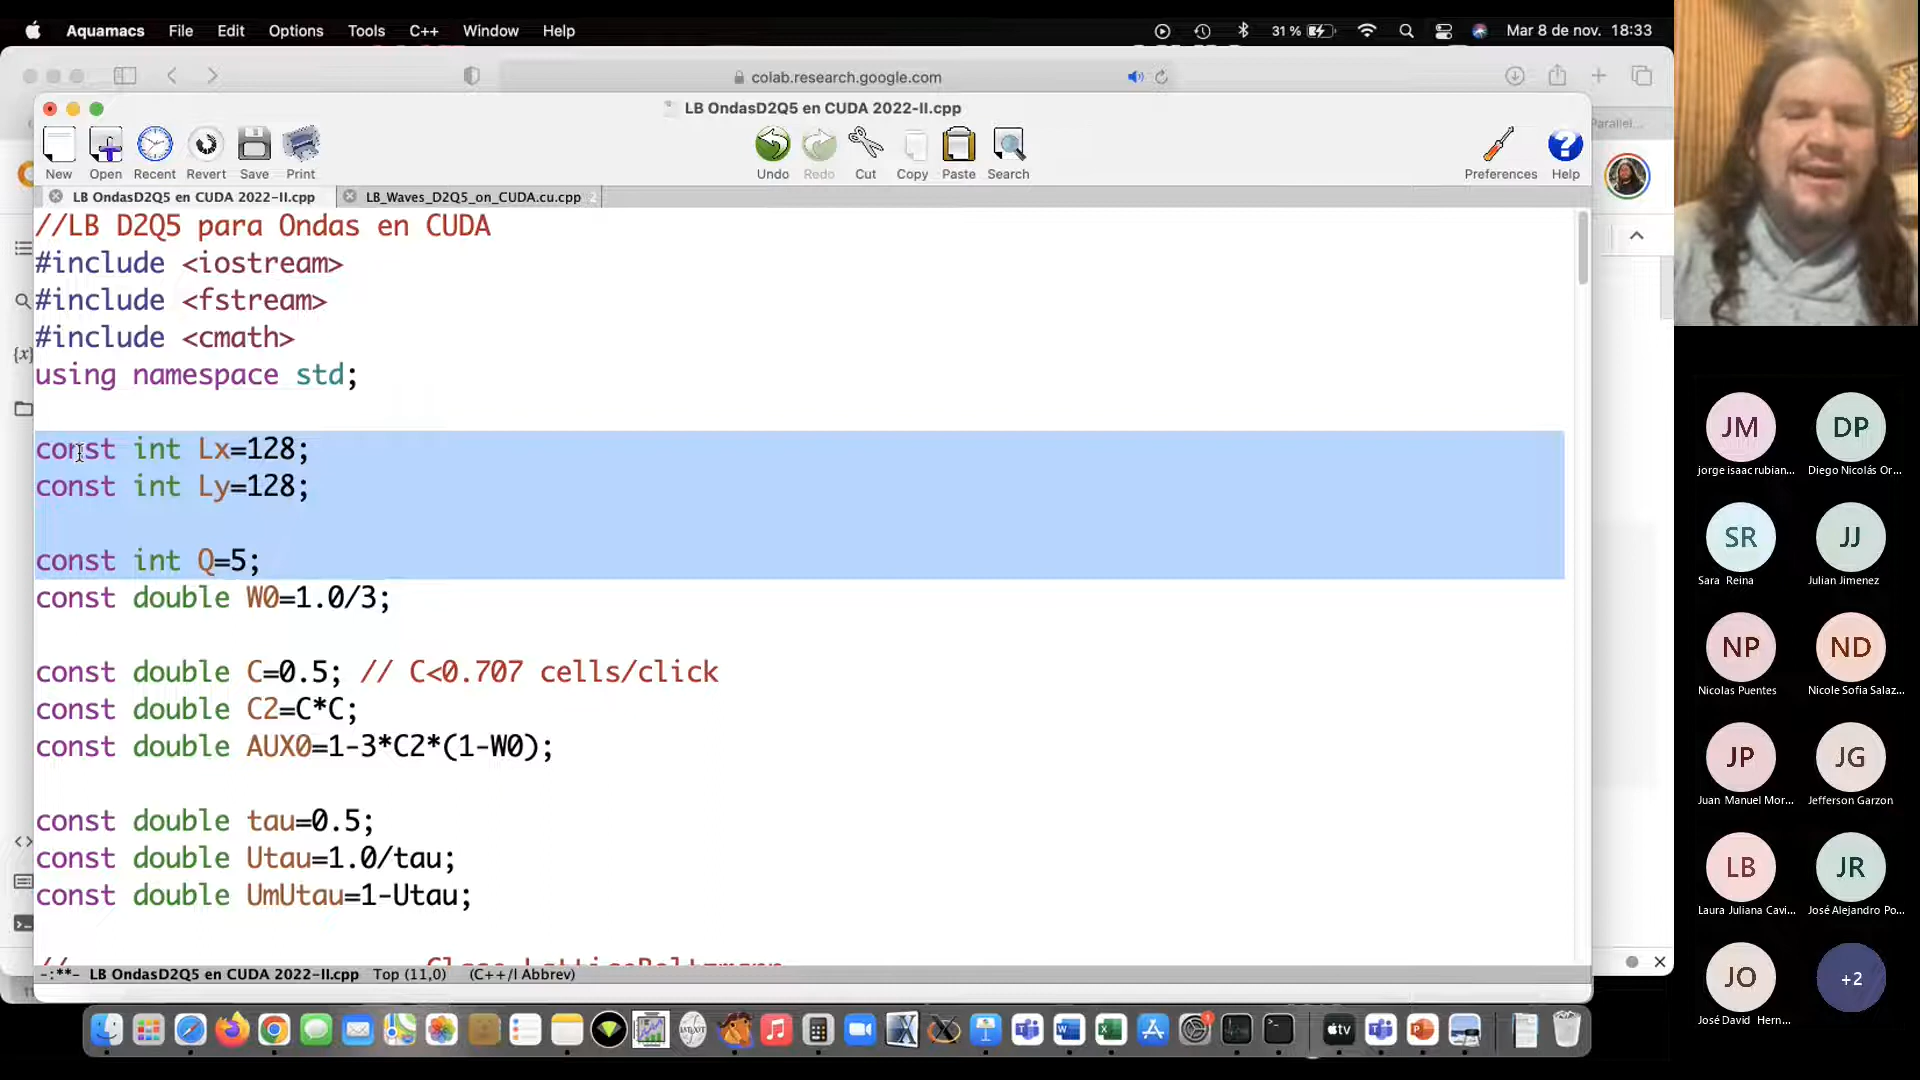 Aquamacs File Edit Options Tools C++ Window Help 31 % Mar 8 de nov. 18:33
colab.research.google.com
LB OndasD2Q5 en CUDA 2022-II.cpp
Parallel...
New Open Recent Revert Save Print Undo Redo Cut Copy Paste Search Preferences Help
LB OndasD2Q5 en CUDA 2022-II.cpp LB_Waves_D2Q5_on_CUDA.cu.cpp 2
//LB D2Q5 para Ondas en CUDA
#include <iostream>
#include <fstream>
#include <cmath>
using namespace std;
const int Lx=128;
const int Ly=128;
const int Q=5;
const double W0=1.0/3;
const double C=0.5; // C<0.707 cells/click
const double C2=C*C;
const double AUX0=1-3*C2*(1-W0);
const double tau=0.5;
const double Utau=1.0/tau;
const double UmUtau=1-Utau;
// Clase LatticeBoltzmann
-:**- LB OndasD2Q5 en CUDA 2022-II.cpp Top (11,0) (C++/l Abbrev)
JM DP
jorge isaac rubian... Diego Nicolás Or...
SR JJ
Sara Reina Julian Jimenez
NP ND
Nicolas Puentes Nicole Sofia Salaz...
JP JG
Juan Manuel Mor... Jefferson Garzon
LB JR
Laura Juliana Cavi... José Alejandro Po...
JO +2
José David Hern...
tv